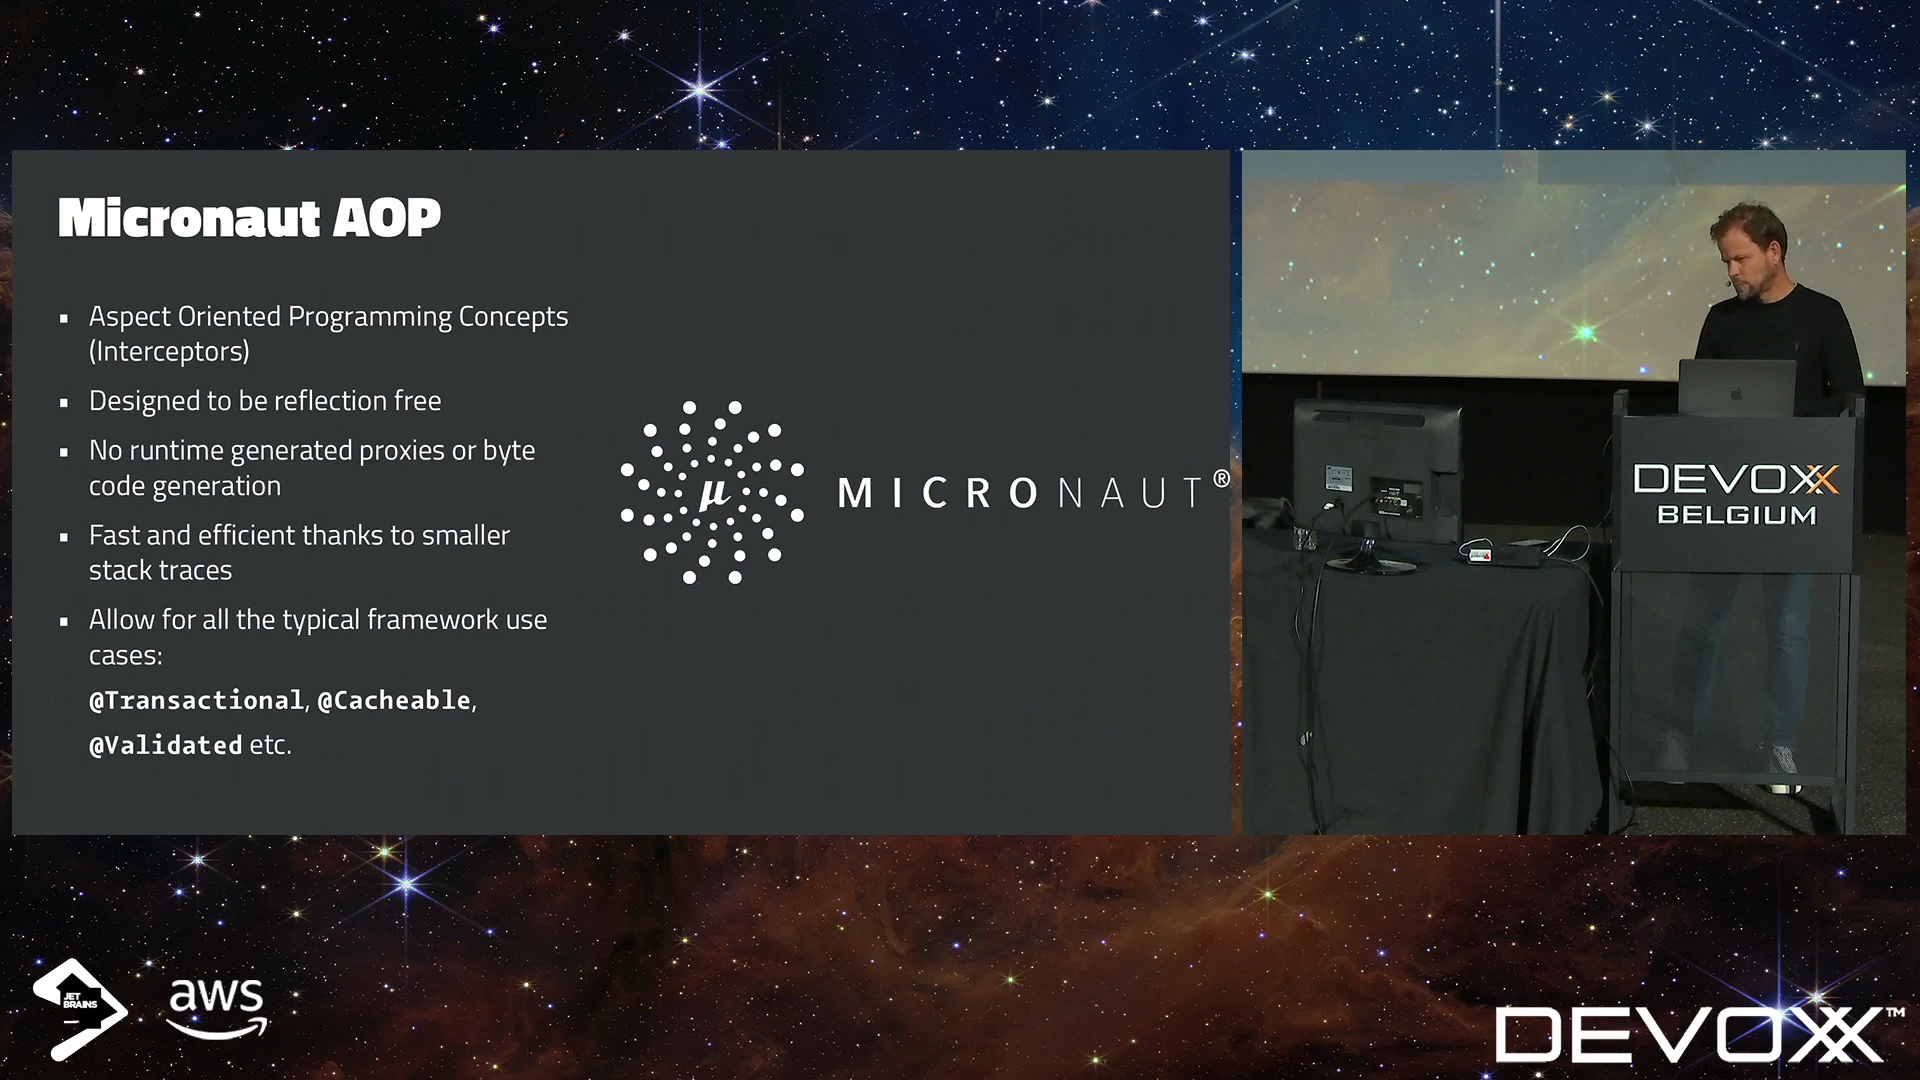 Micronaut AOP
▪ Aspect Oriented Programming Concepts
(Interceptors)
▪ Designed to be reflection free
▪ No runtime generated proxies or byte
code generation
▪ Fast and efficient thanks to smaller
stack traces
▪ Allow for all the typical framework use
cases:
@Transactional, @Cacheable,
@Validated etc.
μ MICRONAUT®
DEVOXX
BELGIUM
JET
BRAINS
aws
DEVOXX™